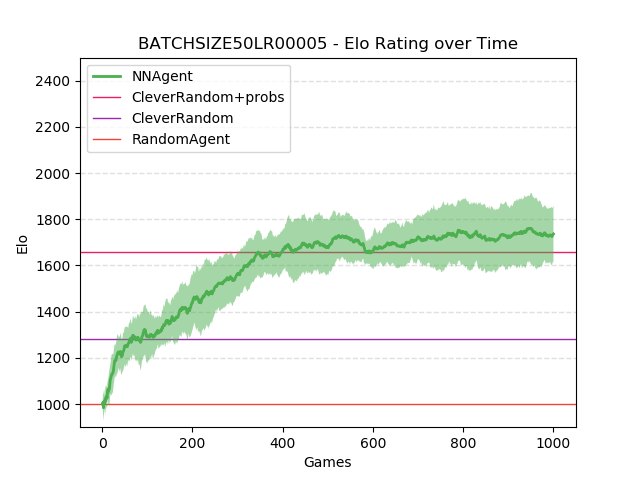 BATCHSIZE50LR00005 - Elo Rating over Time
NNAgent
CleverRandom+probs
CleverRandom
RandomAgent
2400
2200
2000
1800
1600
1400
1200
1000
Elo
0 200 400 600 800 1000
Games